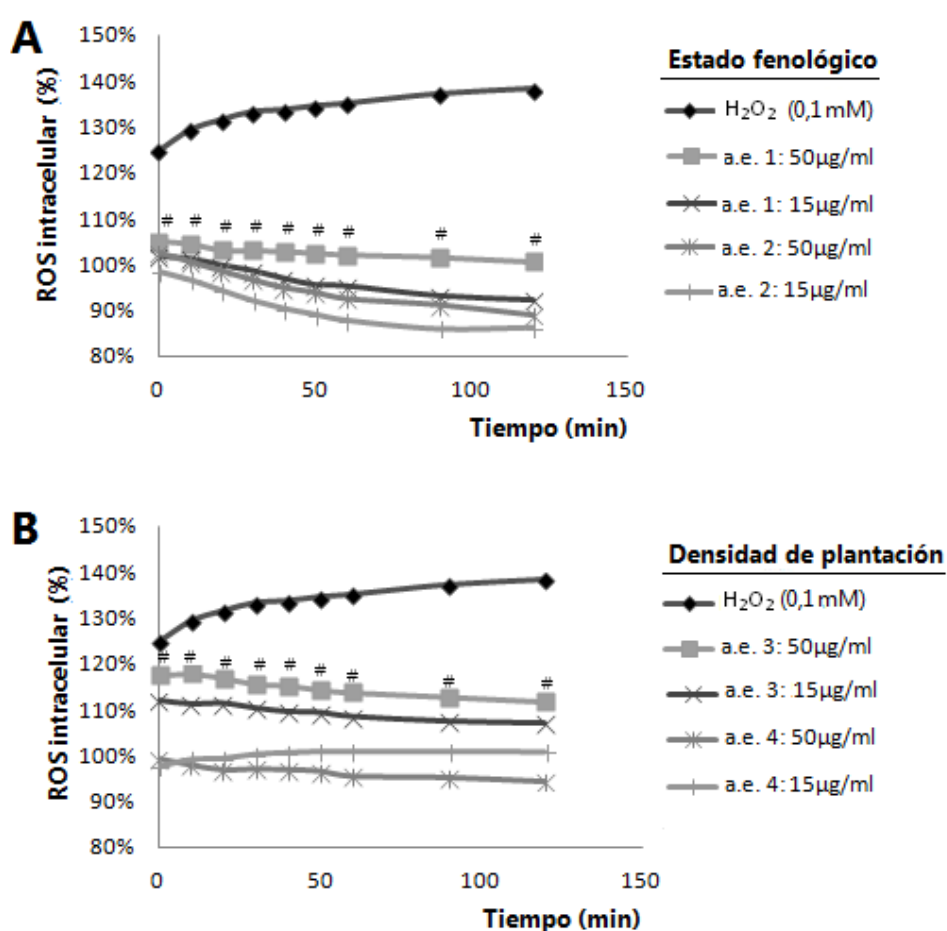 A
150%
140%
130%
120%
110%
100%
90%
80%
ROS intracelular (%)
# # # # # # # # #
0 50 100 150
Tiempo (min)
Estado fenológico
H₂O₂ (0,1 mM)
a.e. 1: 50µg/ml
a.e. 1: 15µg/ml
a.e. 2: 50µg/ml
a.e. 2: 15µg/ml
B
150%
140%
130%
120%
110%
100%
90%
80%
ROS intracelular (%)
# # # # # # # # #
0 50 100 150
Tiempo (min)
Densidad de plantación
H₂O₂ (0,1 mM)
a.e. 3: 50µg/ml
a.e. 3: 15µg/ml
a.e. 4: 50µg/ml
a.e. 4: 15µg/ml